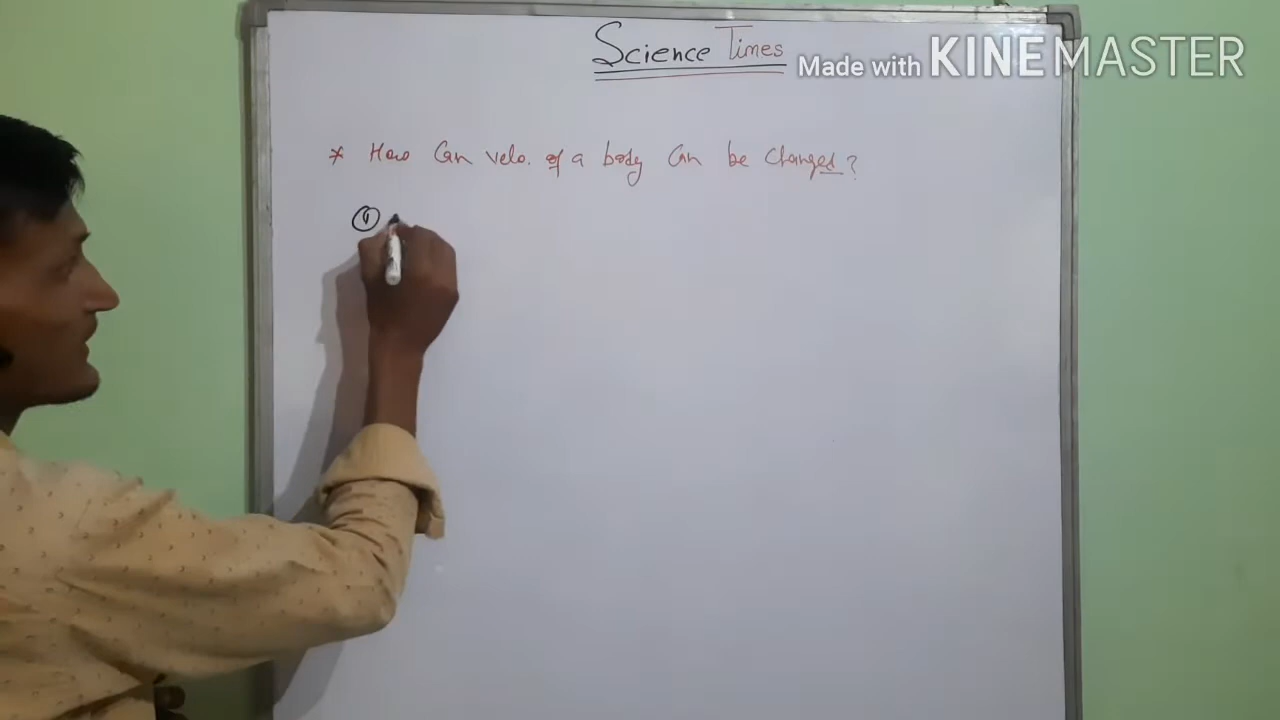 Science Times
Made with KINEMASTER
* How Can velo. of a body Can be changed?
①